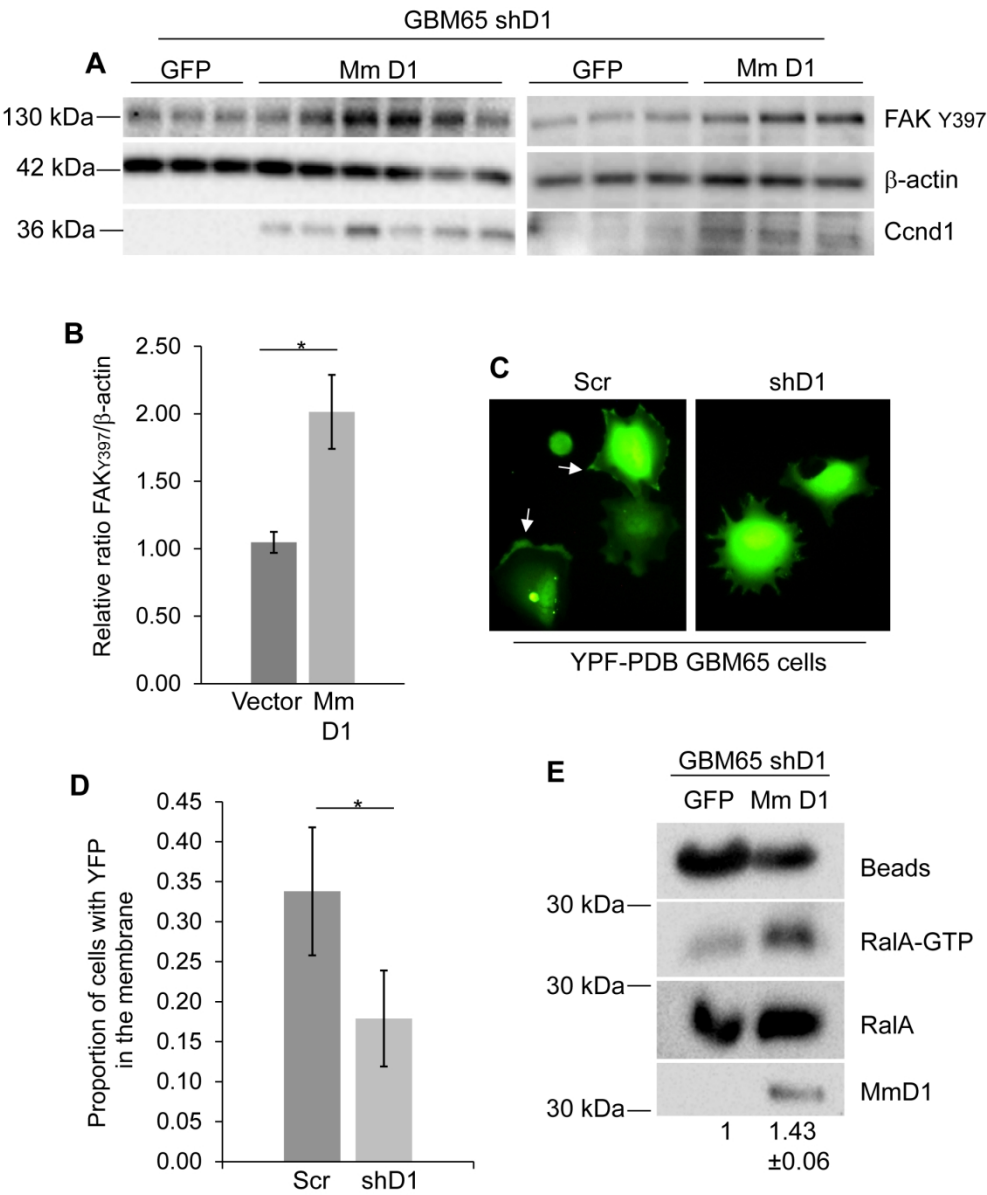 GBM65 shD1
A
GFP Mm D1 GFP Mm D1
130 kDa FAK Y397
42 kDa β-actin
36 kDa Ccnd1
B
Relative ratio FAKY397/β-actin
2.50
2.00
1.50
1.00
0.50
0.00
*
Vector Mm
D1
C
Scr shD1
YPF-PDB GBM65 cells
D
Proportion of cells with YFP
in the membrane
0.45
0.40
0.35
0.30
0.25
0.20
0.15
0.10
0.05
0.00
*
Scr shD1
E
GBM65 shD1
GFP Mm D1
Beads
30 kDa
RalA-GTP
30 kDa
RalA
MmD1
30 kDa
1 1.43
±0.06